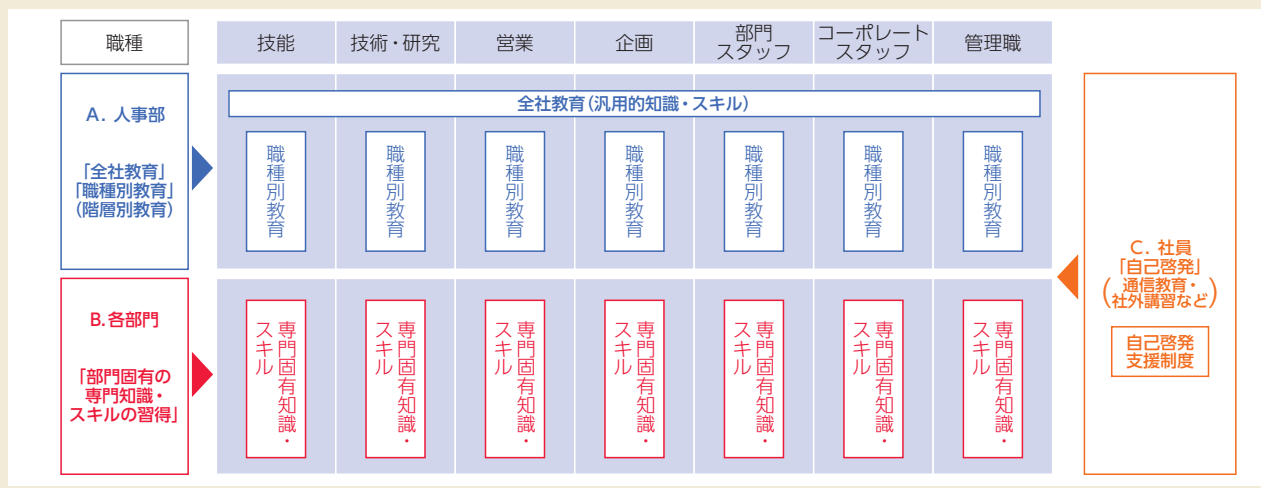 職種
技能
技術・研究
営業
企画
部門
スタッフ
コーポレート
スタッフ
管理職
A. 人事部
「全社教育」
「職種別教育」
(階層別教育)
全社教育(汎用的知識・スキル)
職種別教育
職種別教育
職種別教育
職種別教育
職種別教育
職種別教育
職種別教育
B.各部門
「部門固有の
専門知識・
スキルの習得」
専門固有知識・
スキル
専門固有知識・
スキル
専門固有知識・
スキル
専門固有知識・
スキル
専門固有知識・
スキル
専門固有知識・
スキル
専門固有知識・
スキル
C. 社員
「自己啓発」
(通信教育・
社外講習など)
自己啓発
支援制度